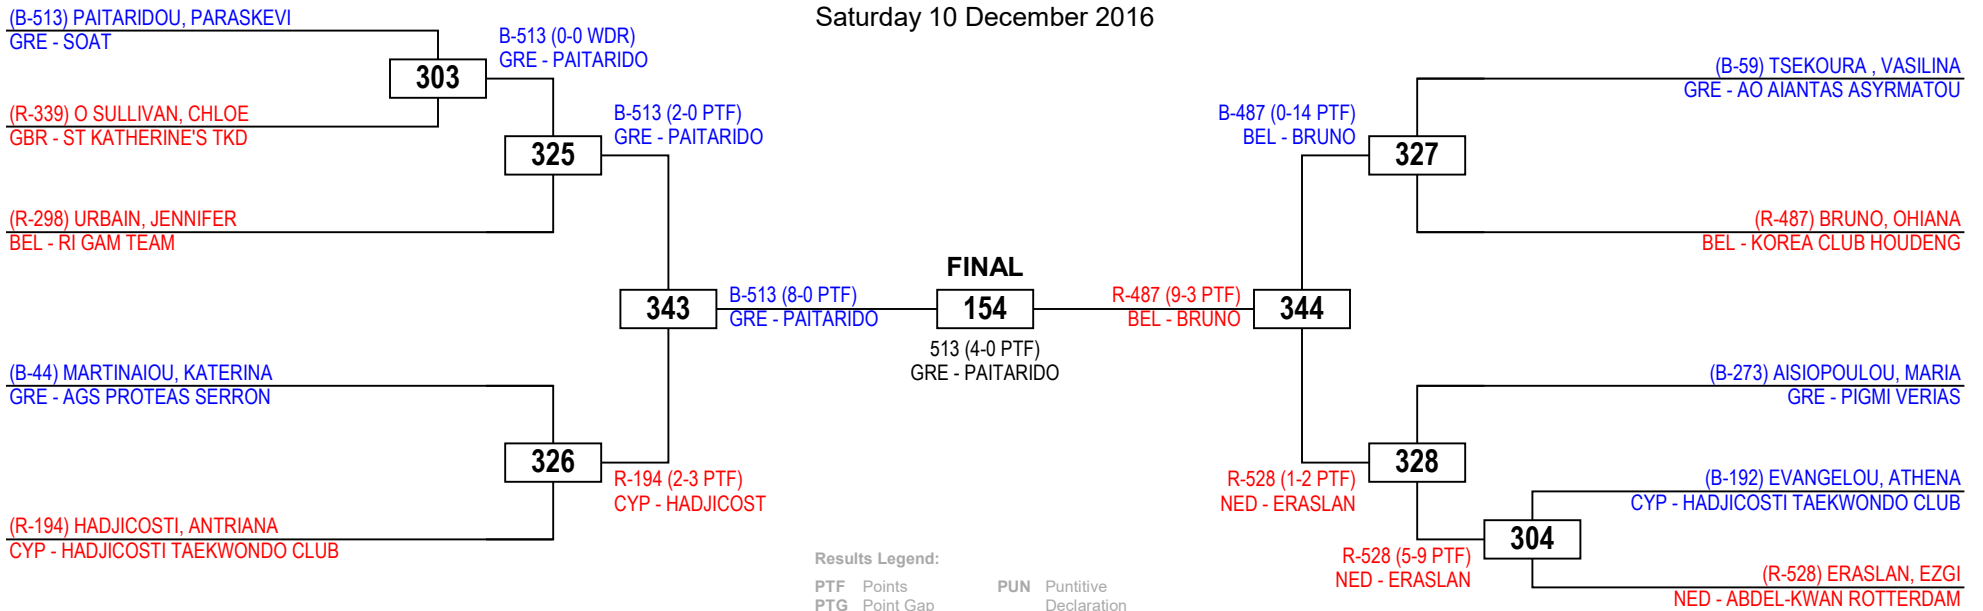 Saturday 10 December 2016
(B-513) PAITARIDOU, PARASKEVI
GRE - SOAT
B-513 (0-0 WDR)
GRE - PAITARIDO
303
(R-339) O SULLIVAN, CHLOE
GBR - ST KATHERINE'S TKD
B-513 (2-0 PTF)
GRE - PAITARIDO
325
(R-298) URBAIN, JENNIFER
BEL - RI GAM TEAM
343
B-513 (8-0 PTF)
GRE - PAITARIDO
(B-44) MARTINAIOU, KATERINA
GRE - AGS PROTEAS SERRON
326
R-194 (2-3 PTF)
CYP - HADJICOST
(R-194) HADJICOSTI, ANTRIANA
CYP - HADJICOSTI TAEKWONDO CLUB
FINAL
154
513 (4-0 PTF)
GRE - PAITARIDO
(B-59) TSEKOURA , VASILINA
GRE - AO AIANTAS ASYRMATOU
B-487 (0-14 PTF)
BEL - BRUNO
327
(R-487) BRUNO, OHIANA
BEL - KOREA CLUB HOUDENG
R-487 (9-3 PTF)
BEL - BRUNO
344
(B-273) AISIOPOULOU, MARIA
GRE - PIGMI VERIAS
328
R-528 (1-2 PTF)
NED - ERASLAN
(B-192) EVANGELOU, ATHENA
CYP - HADJICOSTI TAEKWONDO CLUB
304
R-528 (5-9 PTF)
NED - ERASLAN
(R-528) ERASLAN, EZGI
NED - ABDEL-KWAN ROTTERDAM
Results Legend:
PTF Points PUN Puntitive
PTG Point Gap Declaration